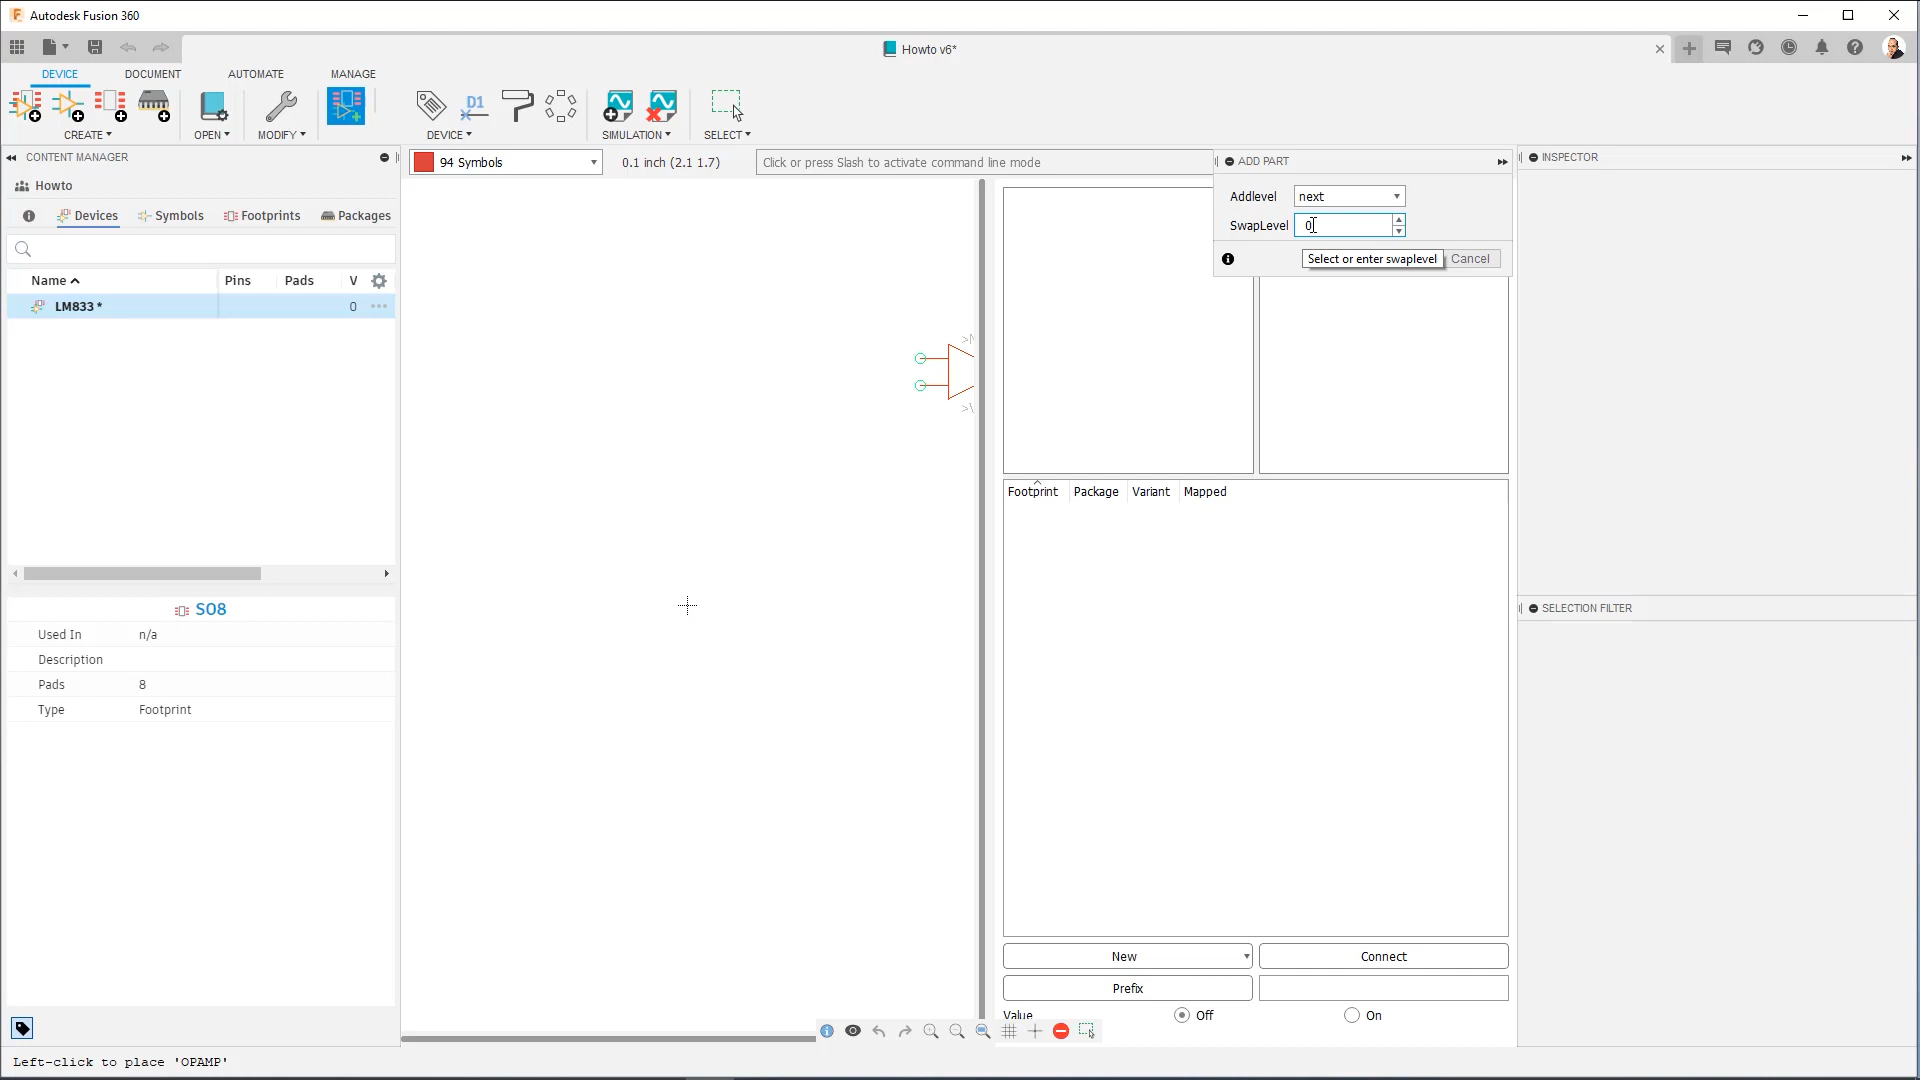 Autodesk Fusion 360
Howto v6*
DEVICE
DOCUMENT
AUTOMATE
MANAGE
D1
CREATE
OPEN
MODIFY
DEVICE
SIMULATION
SELECT
CONTENT MANAGER
94 Symbols
0.1 inch (2.1 1.7)
Click or press Slash to activate command line mode
ADD PART
INSPECTOR
Howto
Addlevel
next
Devices
Symbols
Footprints
Packages
SwapLevel
0
Select or enter swaplevel
Cancel
Name
Pins
Pads
V
LM833 *
0
Footprint
Package
Variant
Mapped
SO8
Used In
n/a
Description
Pads
8
Type
Footprint
SELECTION FILTER
New
Connect
Prefix
Value
Off
On
Left-click to place 'OPAMP'